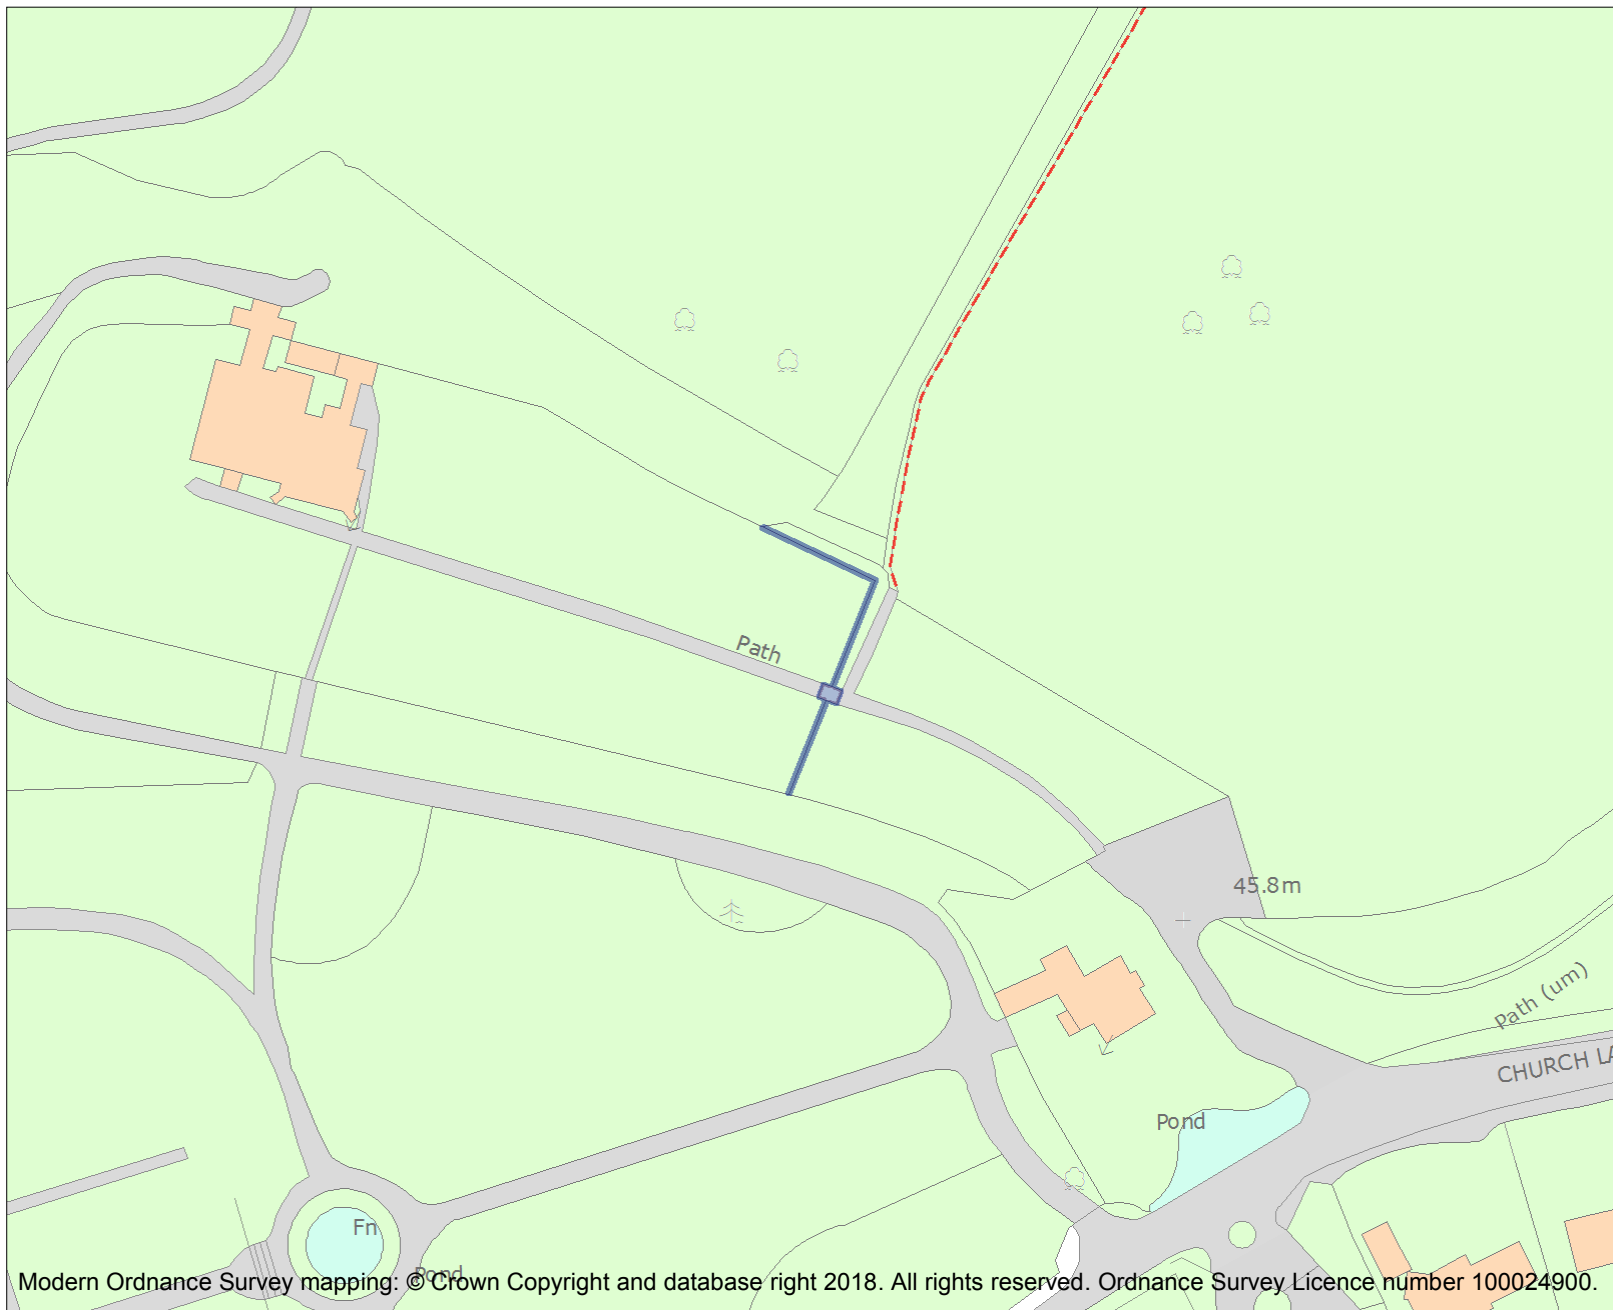 Path
45.8m
Path (um)
CHURCH LA
Pond
Fn
Pond
Modern Ordnance Survey mapping: © Crown Copyright and database right 2018. All rights reserved. Ordnance Survey Licence number 100024900.